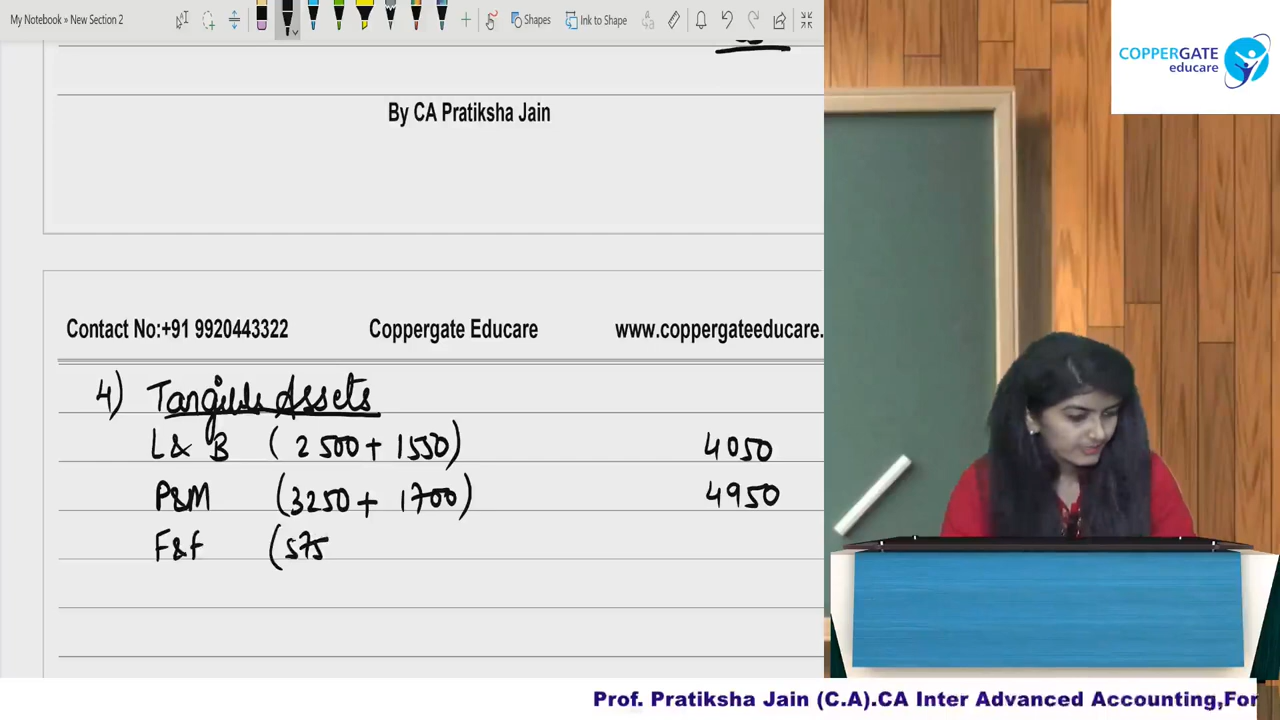 My Notebook » New Section 2
Shapes
Ink to Shape
COPPERGATE
educare
By CA Pratiksha Jain
Contact No:+91 9920443322 Coppergate Educare www.coppergateeducare.
4) Tangible Assets
L & B (2500 + 1550) 4050
P&M (3250 + 1700) 4950
F&F (575
Prof. Pratiksha Jain (C.A).CA Inter Advanced Accounting,For